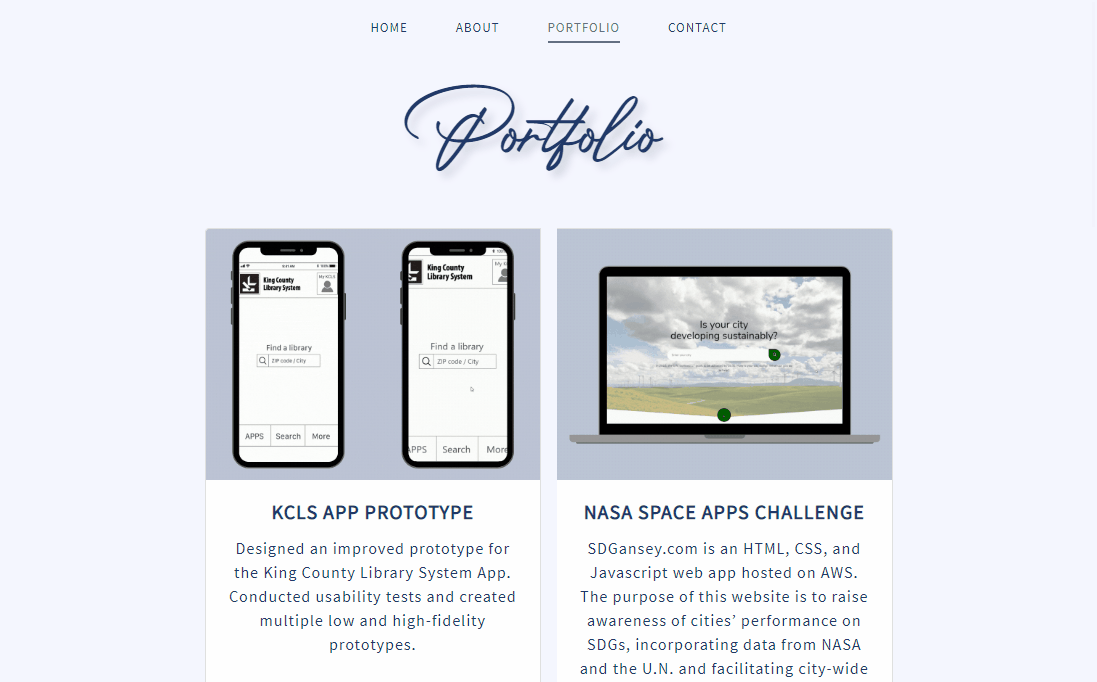 HOME ABOUT PORTFOLIO CONTACT
Portfolio
King County
Library System
My KCLS
Find a library
ZIP code / City
APPS Search More
King County
Library System
Find a library
ZIP code / City
APPS Search More
Is your city
developing sustainably?
KCLS APP PROTOTYPE
Designed an improved prototype for
the King County Library System App.
Conducted usability tests and created
multiple low and high-fidelity
prototypes.
NASA SPACE APPS CHALLENGE
SDGansey.com is an HTML, CSS, and
Javascript web app hosted on AWS.
The purpose of this website is to raise
awareness of cities’ performance on
SDGs, incorporating data from NASA
and the U.N. and facilitating city-wide